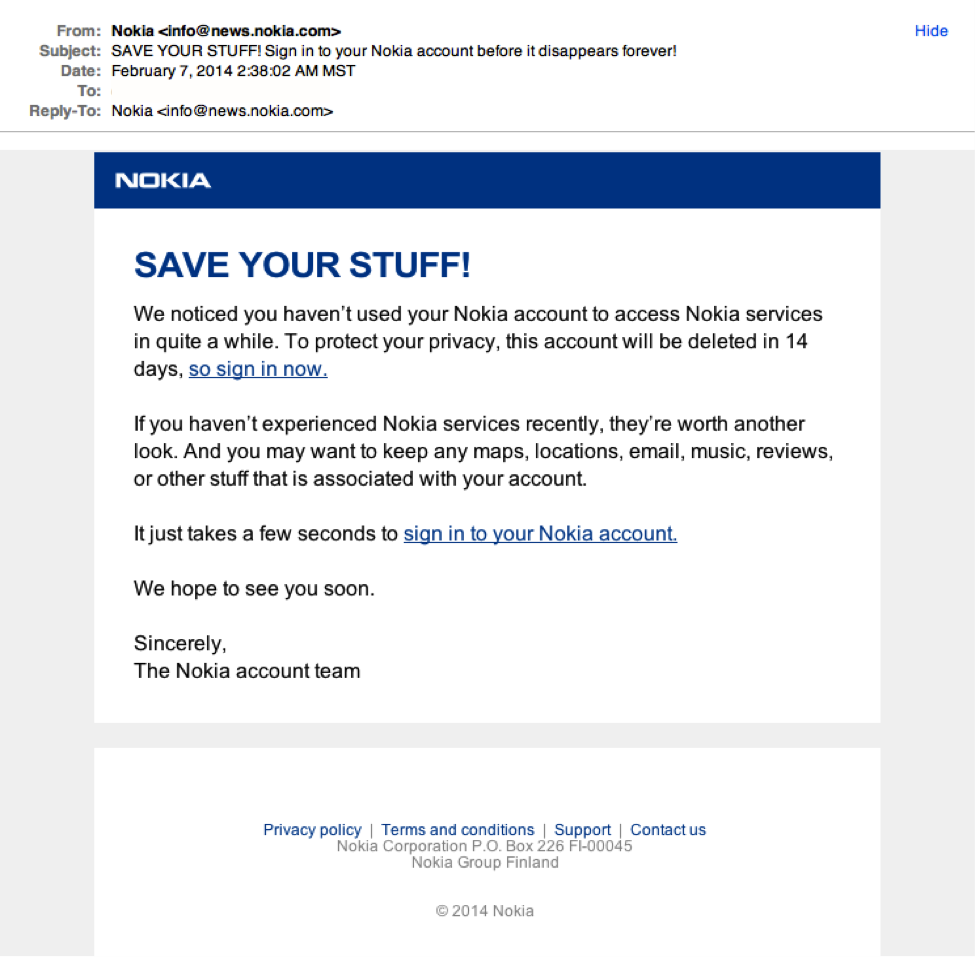 From: Nokia <info@news.nokia.com> Hide
Subject: SAVE YOUR STUFF! Sign in to your Nokia account before it disappears forever!
Date: February 7, 2014 2:38:02 AM MST
To:
Reply-To: Nokia <info@news.nokia.com>
NOKIA
SAVE YOUR STUFF!
We noticed you haven’t used your Nokia account to access Nokia services
in quite a while. To protect your privacy, this account will be deleted in 14
days, so sign in now.
If you haven’t experienced Nokia services recently, they’re worth another
look. And you may want to keep any maps, locations, email, music, reviews,
or other stuff that is associated with your account.
It just takes a few seconds to sign in to your Nokia account.
We hope to see you soon.
Sincerely,
The Nokia account team
Privacy policy | Terms and conditions | Support | Contact us
Nokia Corporation P.O. Box 226 FI-00045
Nokia Group Finland
© 2014 Nokia